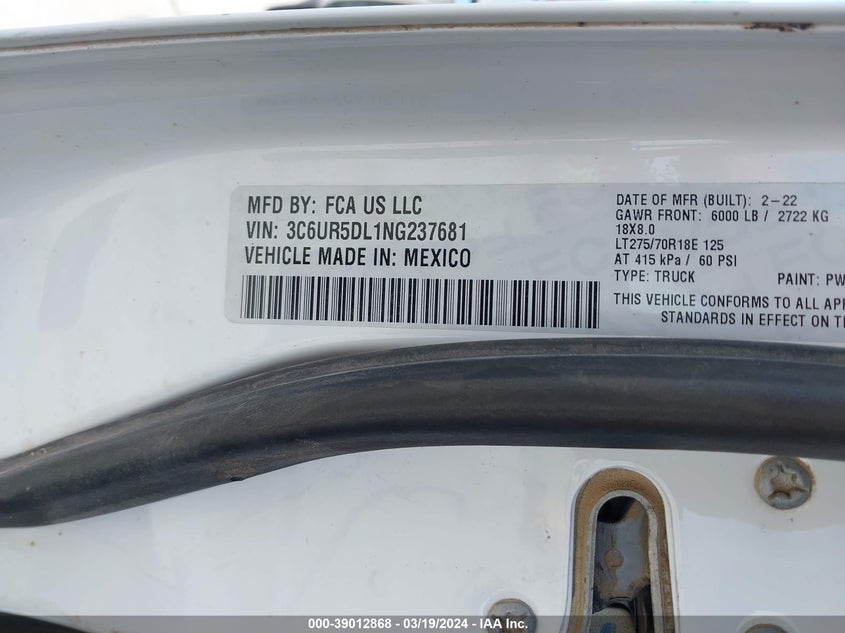 MFD BY: FCA US LLC
VIN: 3C6UR5DL1NG237681
VEHICLE MADE IN: MEXICO
DATE OF MFR (BUILT): 2-22
GAWR FRONT: 6000 LB / 2722 KG
18X8.0
LT275/70R18E 125
AT 415 kPa / 60 PSI
TYPE: TRUCK PAINT: PW
THIS VEHICLE CONFORMS TO ALL APP
STANDARDS IN EFFECT ON TH
000-39012868 - 03/19/2024 - IAA Inc.